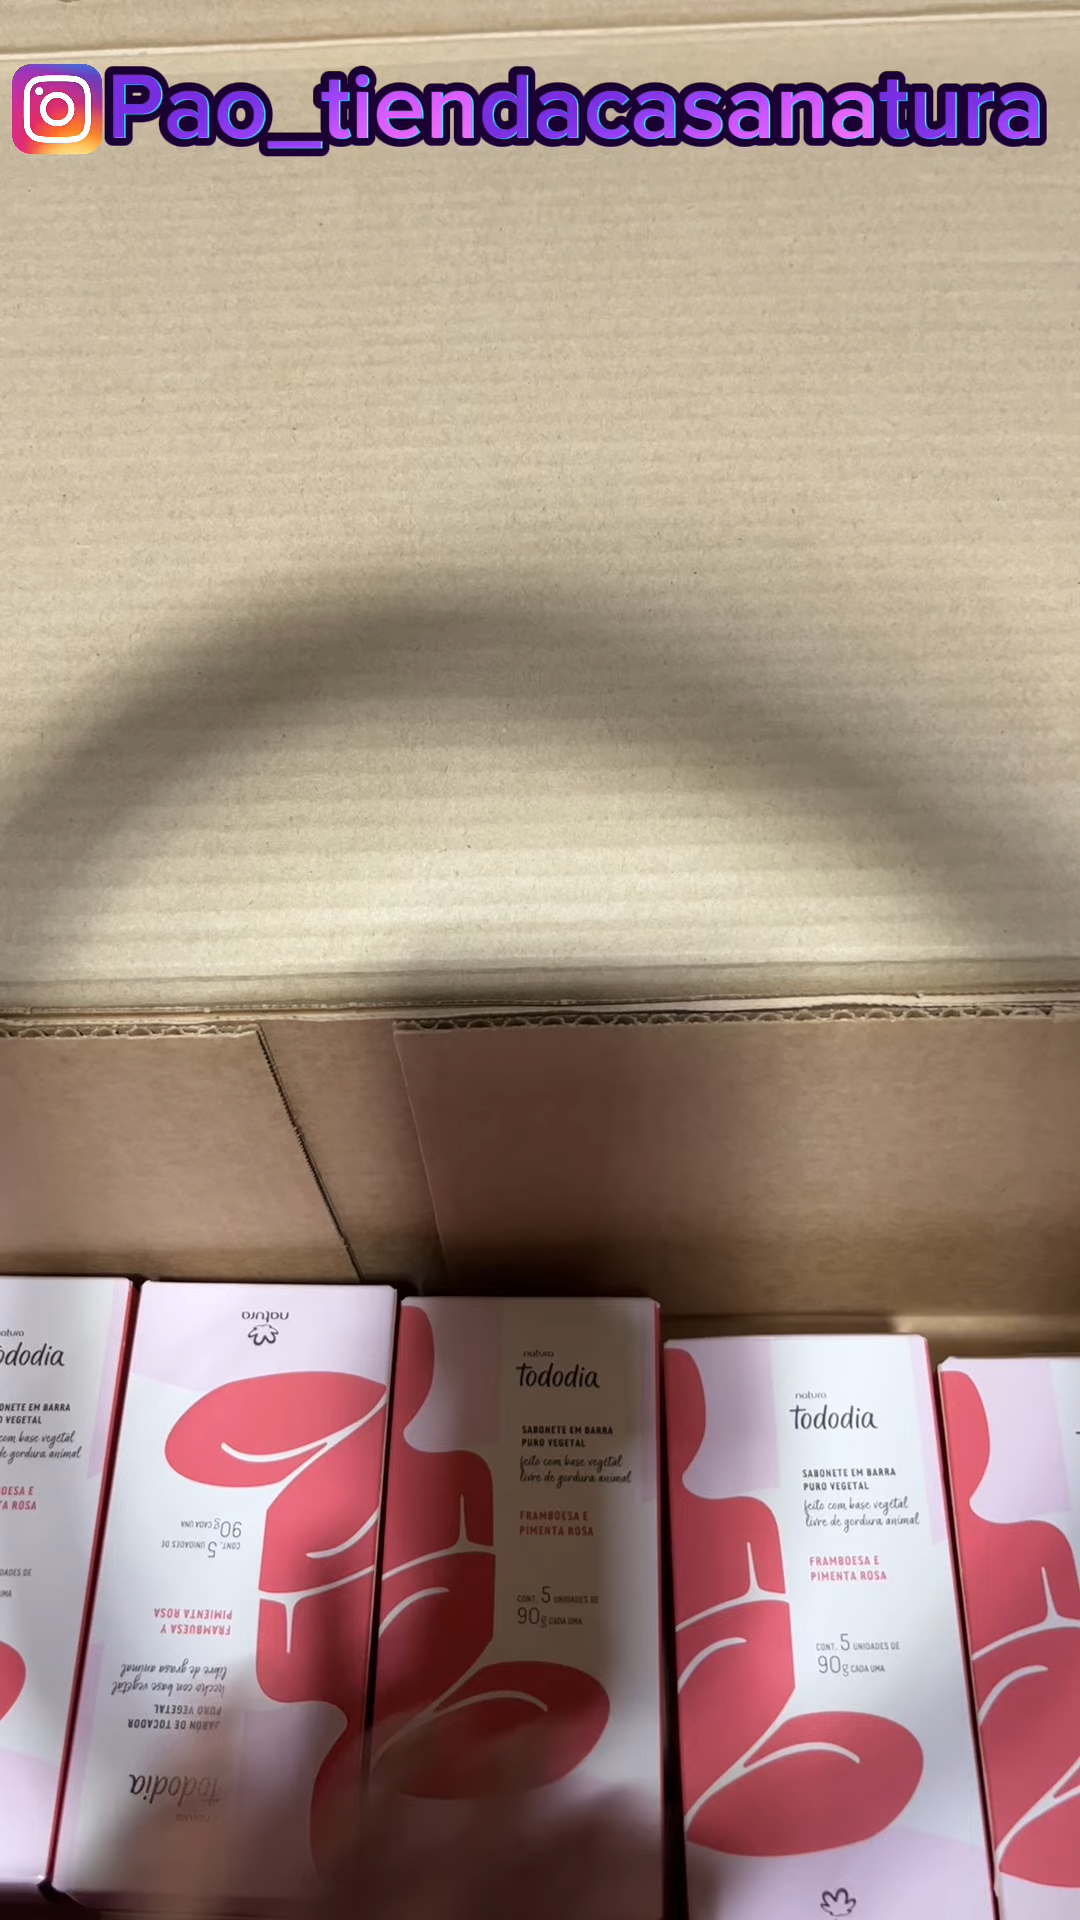 Pao_tiendacasanatura
natura
tododia
SABONETE EM BARRA
PURO VEGETAL
feito com base vegetal
livre de gordura animal
FRAMBOESA E
PIMENTA ROSA
CONT. 5 UNIDADES DE
90g CADA UMA
natura
tododia
SABONETE EM BARRA
PURO VEGETAL
feito com base vegetal
livre de gordura animal
FRAMBOESA E
PIMENTA ROSA
CONT. 5 UNIDADES DE
90g CADA UMA
tododia
JABÓN DE TOCADOR
PURO VEGETAL
hecho con base vegetal
libre de grasa animal
FRAMBUESA Y
PIMIENTA ROSA
CONT. 5 UNIDADES DE
90g CADA UNA
natura